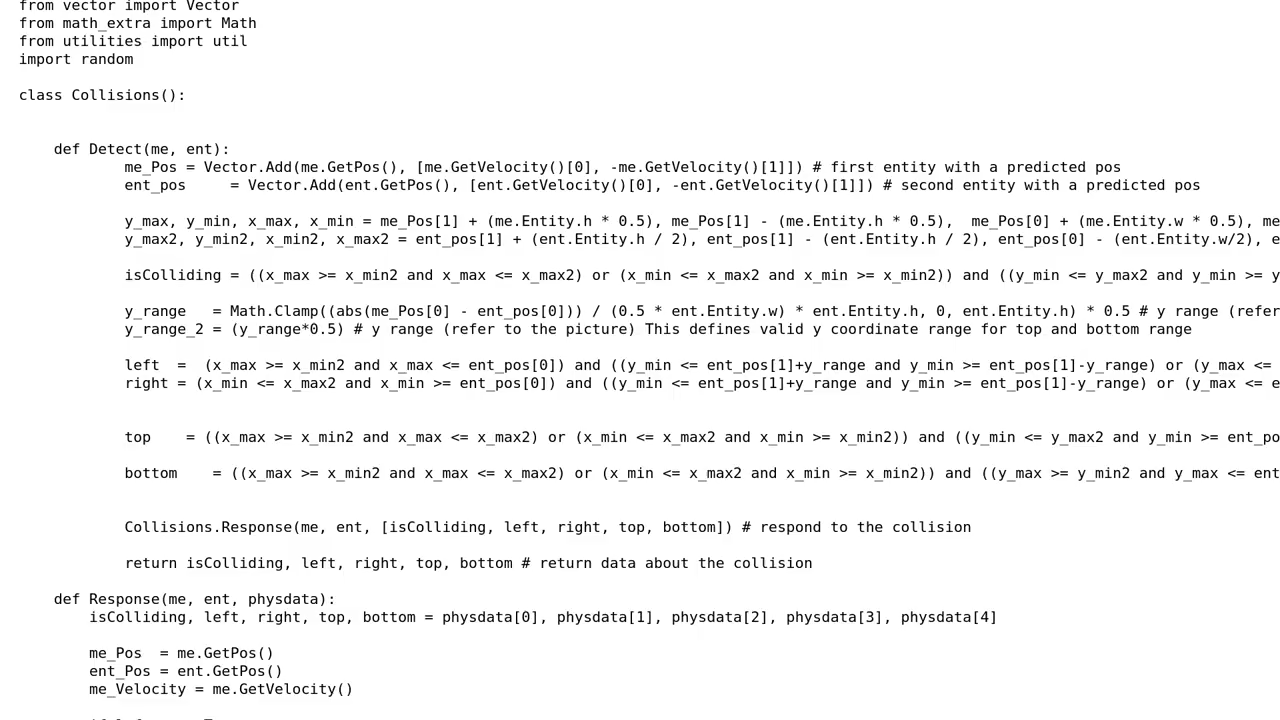 from vector import Vector
from math_extra import Math
from utilities import util
import random
class Collisions():
def Detect(me, ent):
me_Pos = Vector.Add(me.GetPos(), [me.GetVelocity()[0], -me.GetVelocity()[1]]) # first entity with a predicted pos
ent_pos     = Vector.Add(ent.GetPos(), [ent.GetVelocity()[0], -ent.GetVelocity()[1]]) # second entity with a predicted pos
y_max, y_min, x_max, x_min = me_Pos[1] + (me.Entity.h * 0.5), me_Pos[1] - (me.Entity.h * 0.5),  me_Pos[0] + (me.Entity.w * 0.5), me
y_max2, y_min2, x_min2, x_max2 = ent_pos[1] + (ent.Entity.h / 2), ent_pos[1] - (ent.Entity.h / 2), ent_pos[0] - (ent.Entity.w/2), e
isColliding = ((x_max >= x_min2 and x_max <= x_max2) or (x_min <= x_max2 and x_min >= x_min2)) and ((y_min <= y_max2 and y_min >= y
y_range   = Math.Clamp((abs(me_Pos[0] - ent_pos[0])) / (0.5 * ent.Entity.w) * ent.Entity.h, 0, ent.Entity.h) * 0.5 # y range (refer
y_range_2 = (y_range*0.5) # y range (refer to the picture) This defines valid y coordinate range for top and bottom range
left  =  (x_max >= x_min2 and x_max <= ent_pos[0]) and ((y_min <= ent_pos[1]+y_range and y_min >= ent_pos[1]-y_range) or (y_max <=
right = (x_min <= x_max2 and x_min >= ent_pos[0]) and ((y_min <= ent_pos[1]+y_range and y_min >= ent_pos[1]-y_range) or (y_max <= e
top    = ((x_max >= x_min2 and x_max <= x_max2) or (x_min <= x_max2 and x_min >= x_min2)) and ((y_min <= y_max2 and y_min >= ent_po
bottom    = ((x_max >= x_min2 and x_max <= x_max2) or (x_min <= x_max2 and x_min >= x_min2)) and ((y_max >= y_min2 and y_max <= ent
Collisions.Response(me, ent, [isColliding, left, right, top, bottom]) # respond to the collision
return isColliding, left, right, top, bottom # return data about the collision
def Response(me, ent, physdata):
isColliding, left, right, top, bottom = physdata[0], physdata[1], physdata[2], physdata[3], physdata[4]
me_Pos  = me.GetPos()
ent_Pos = ent.GetPos()
me_Velocity = me.GetVelocity()